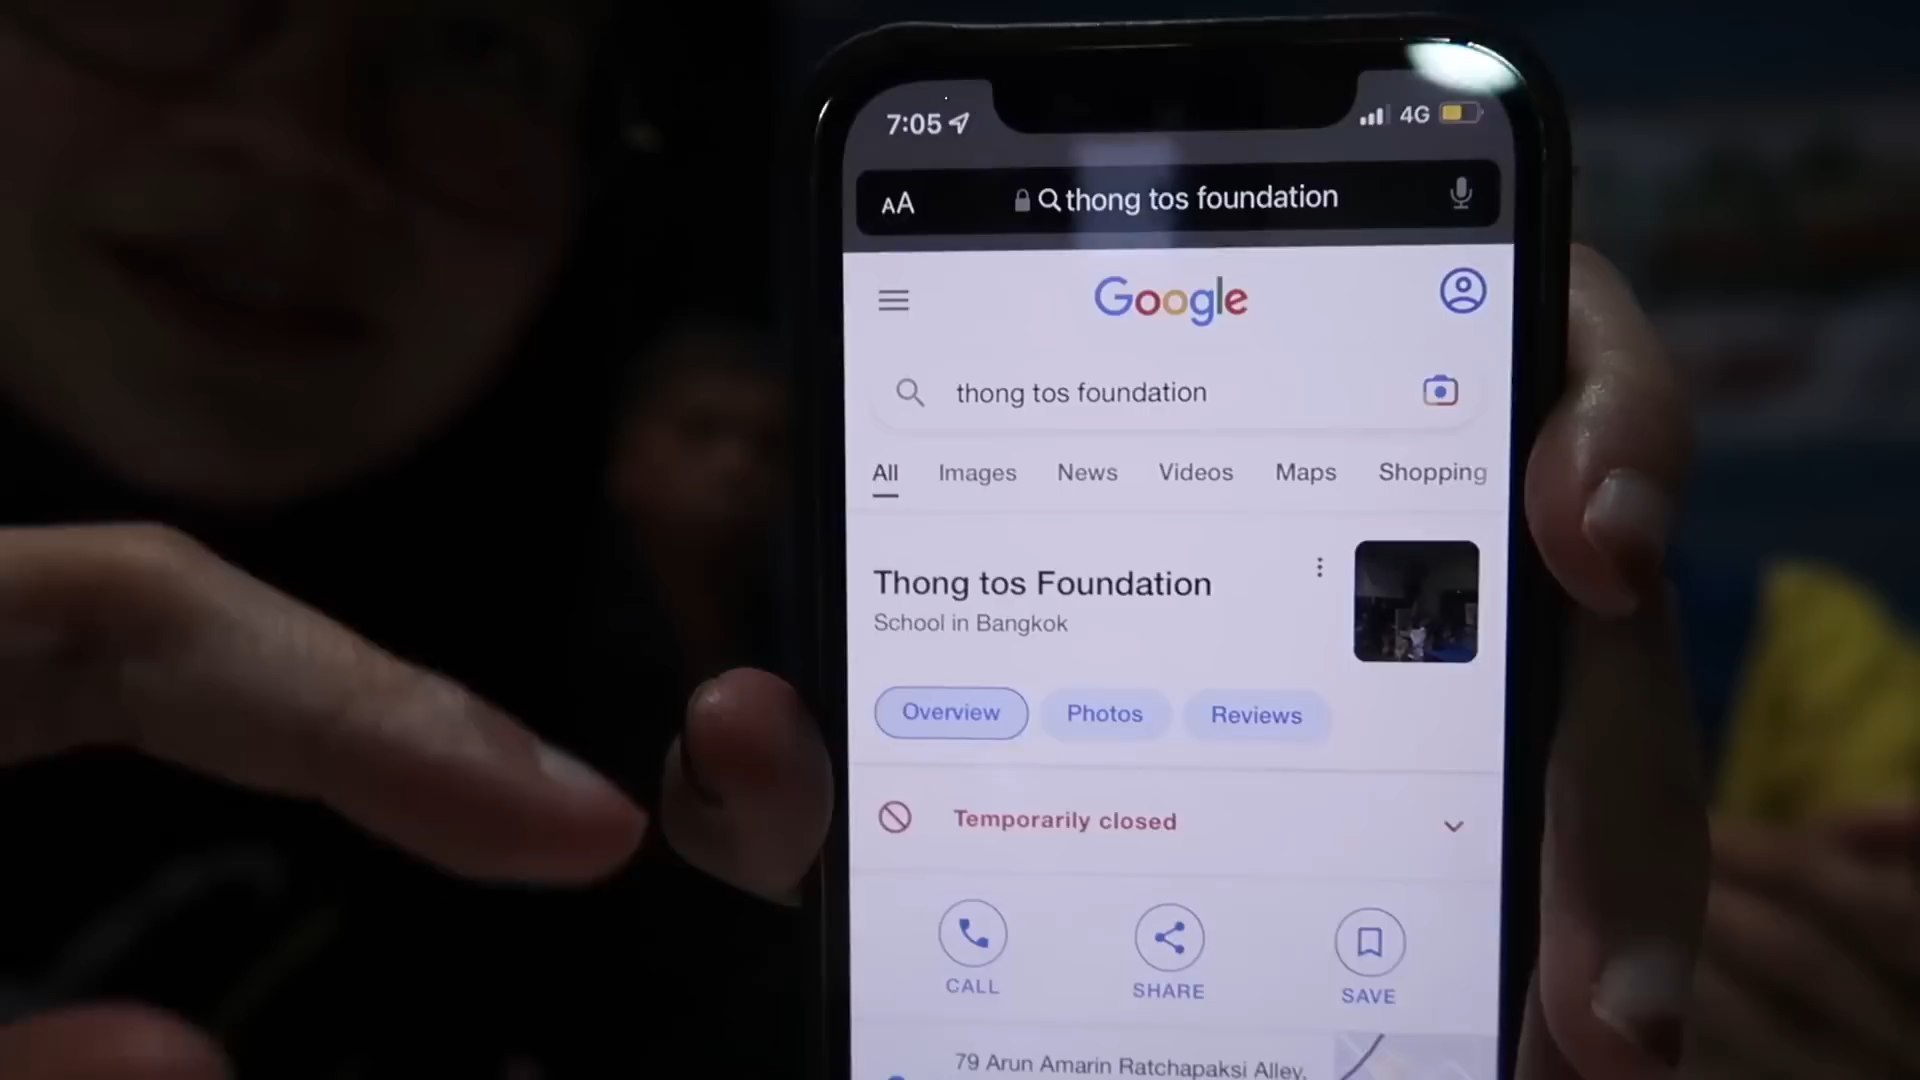 7:05
4G
AA
thong tos foundation
Google
thong tos foundation
All Images News Videos Maps Shopping
Thong tos Foundation
School in Bangkok
Overview Photos Reviews
Temporarily closed
CALL SHARE SAVE
79 Arun Amarin Ratchapaksi Alley,